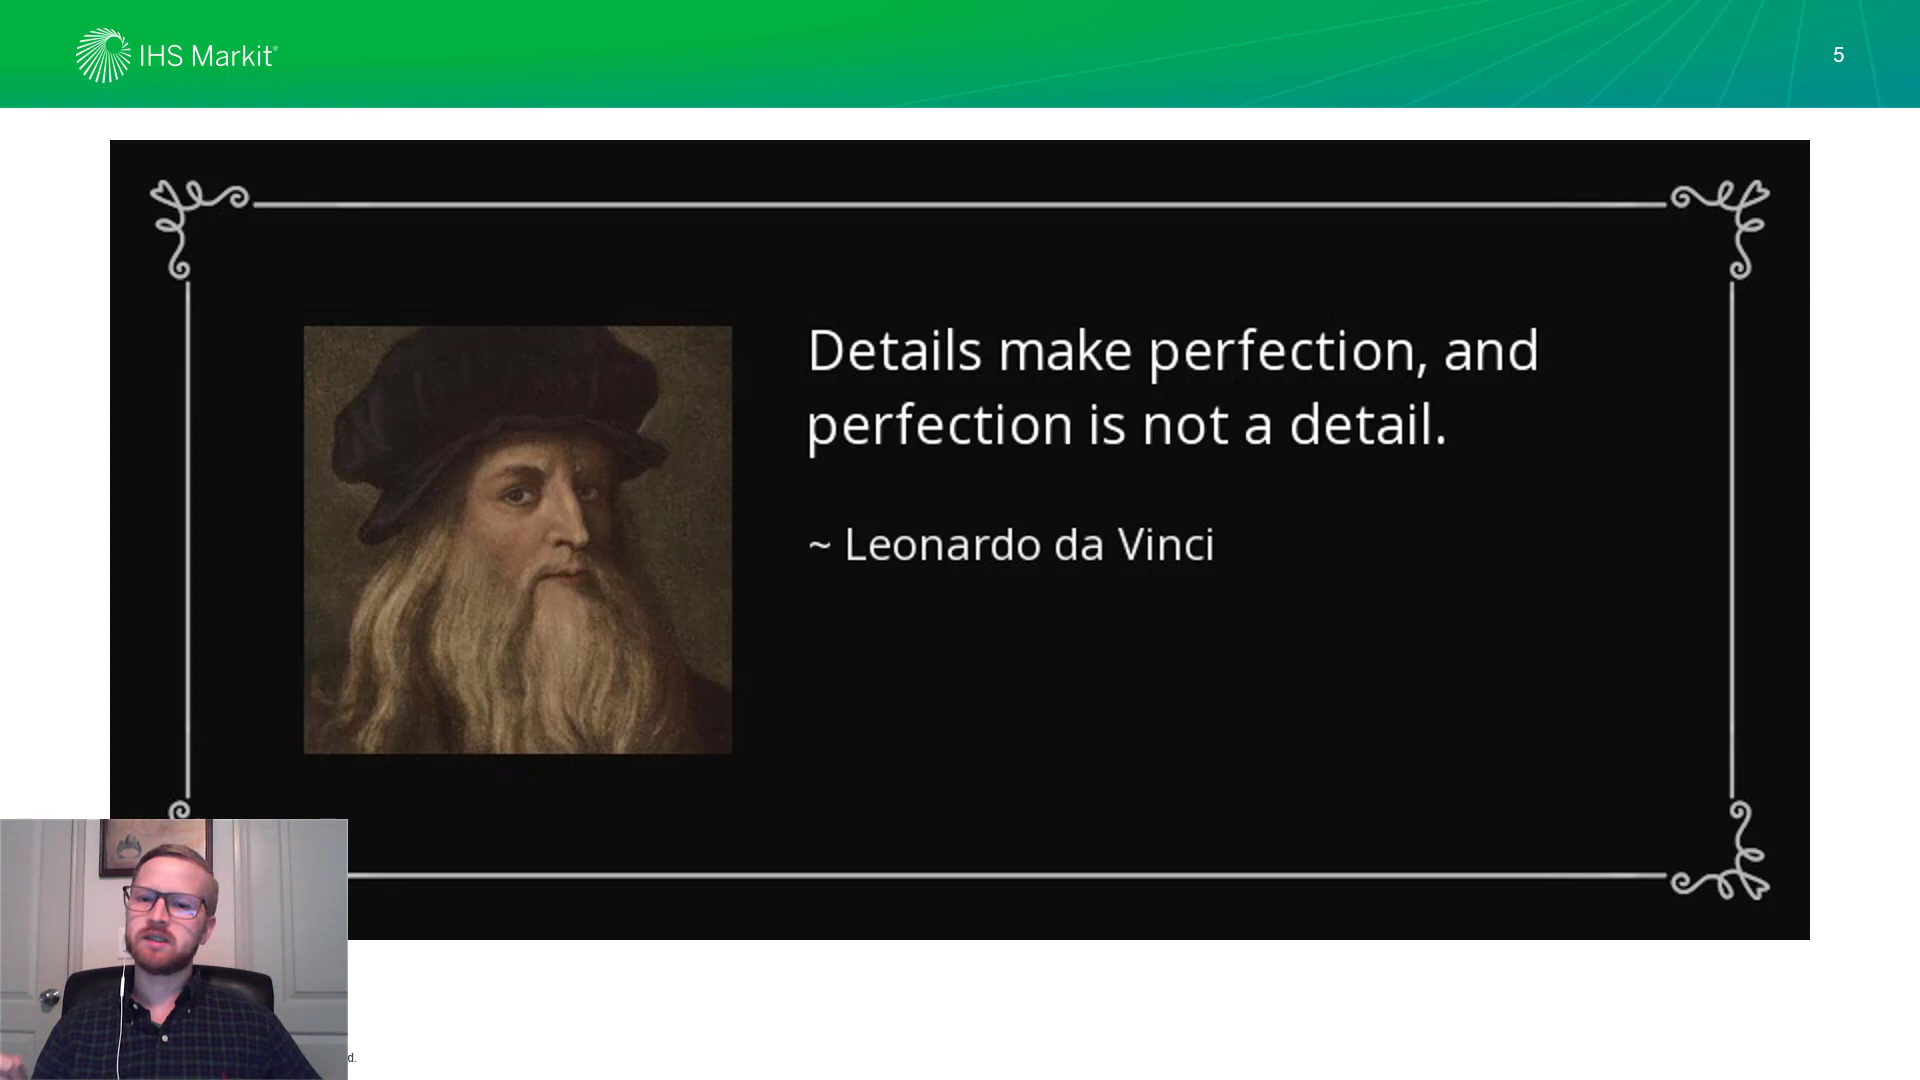 IHS Markit®
5
Details make perfection, and
perfection is not a detail.
~ Leonardo da Vinci
d.